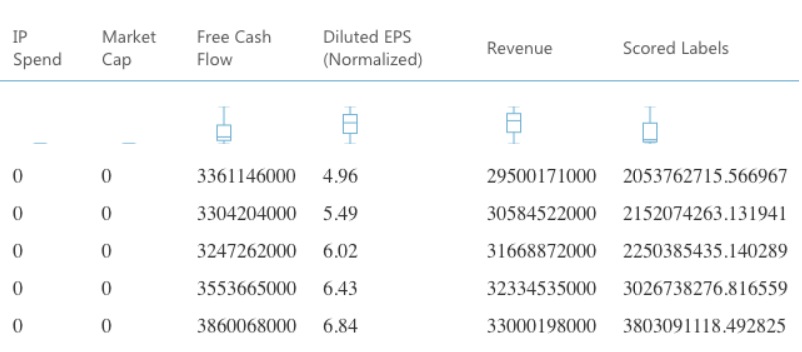 IP Spend Market Cap Free Cash Flow Diluted EPS (Normalized) Revenue Scored Labels
0 0 3361146000 4.96 29500171000 2053762715.566967
0 0 3304204000 5.49 30584522000 2152074263.131941
0 0 3247262000 6.02 31668872000 2250385435.140289
0 0 3553665000 6.43 32334535000 3026738276.816559
0 0 3860068000 6.84 33000198000 3803091118.492825